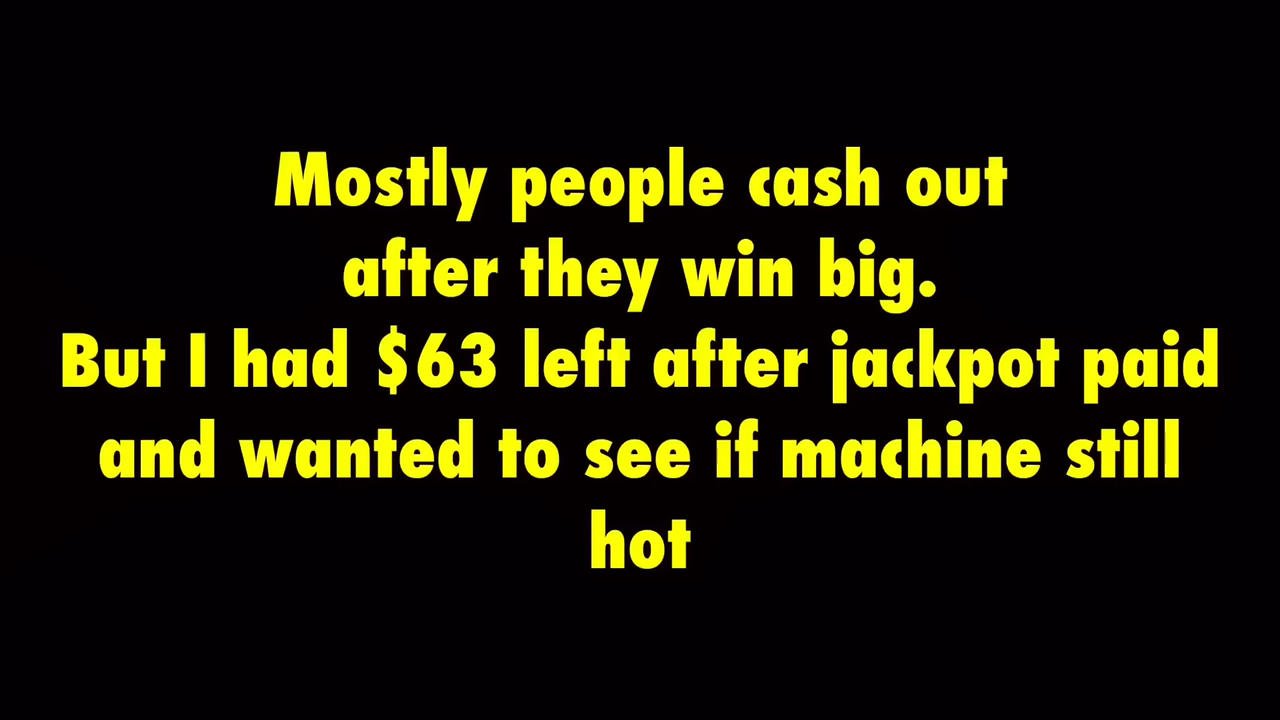 Mostly people cash out
after they win big.
But I had $63 left after jackpot paid
and wanted to see if machine still
hot